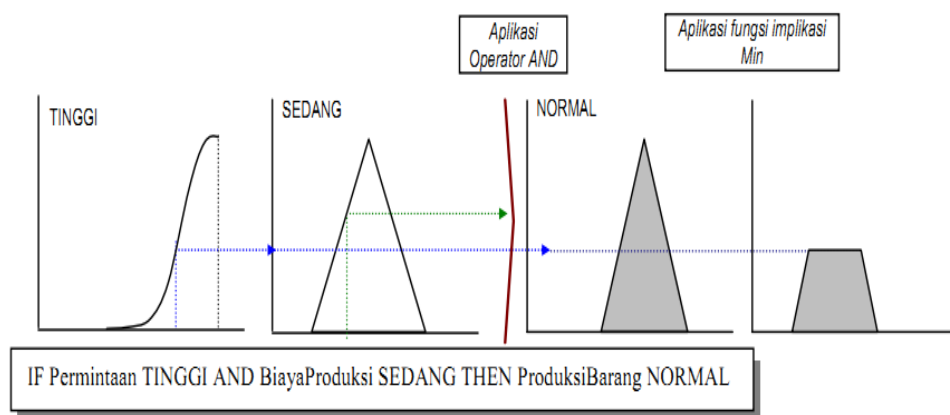 Aplikasi
Operator AND
Aplikasi fungsi implikasi
Min
TINGGI
SEDANG
NORMAL
IF Permintaan TINGGI AND BiayaProduksi SEDANG THEN ProduksiBarang NORMAL